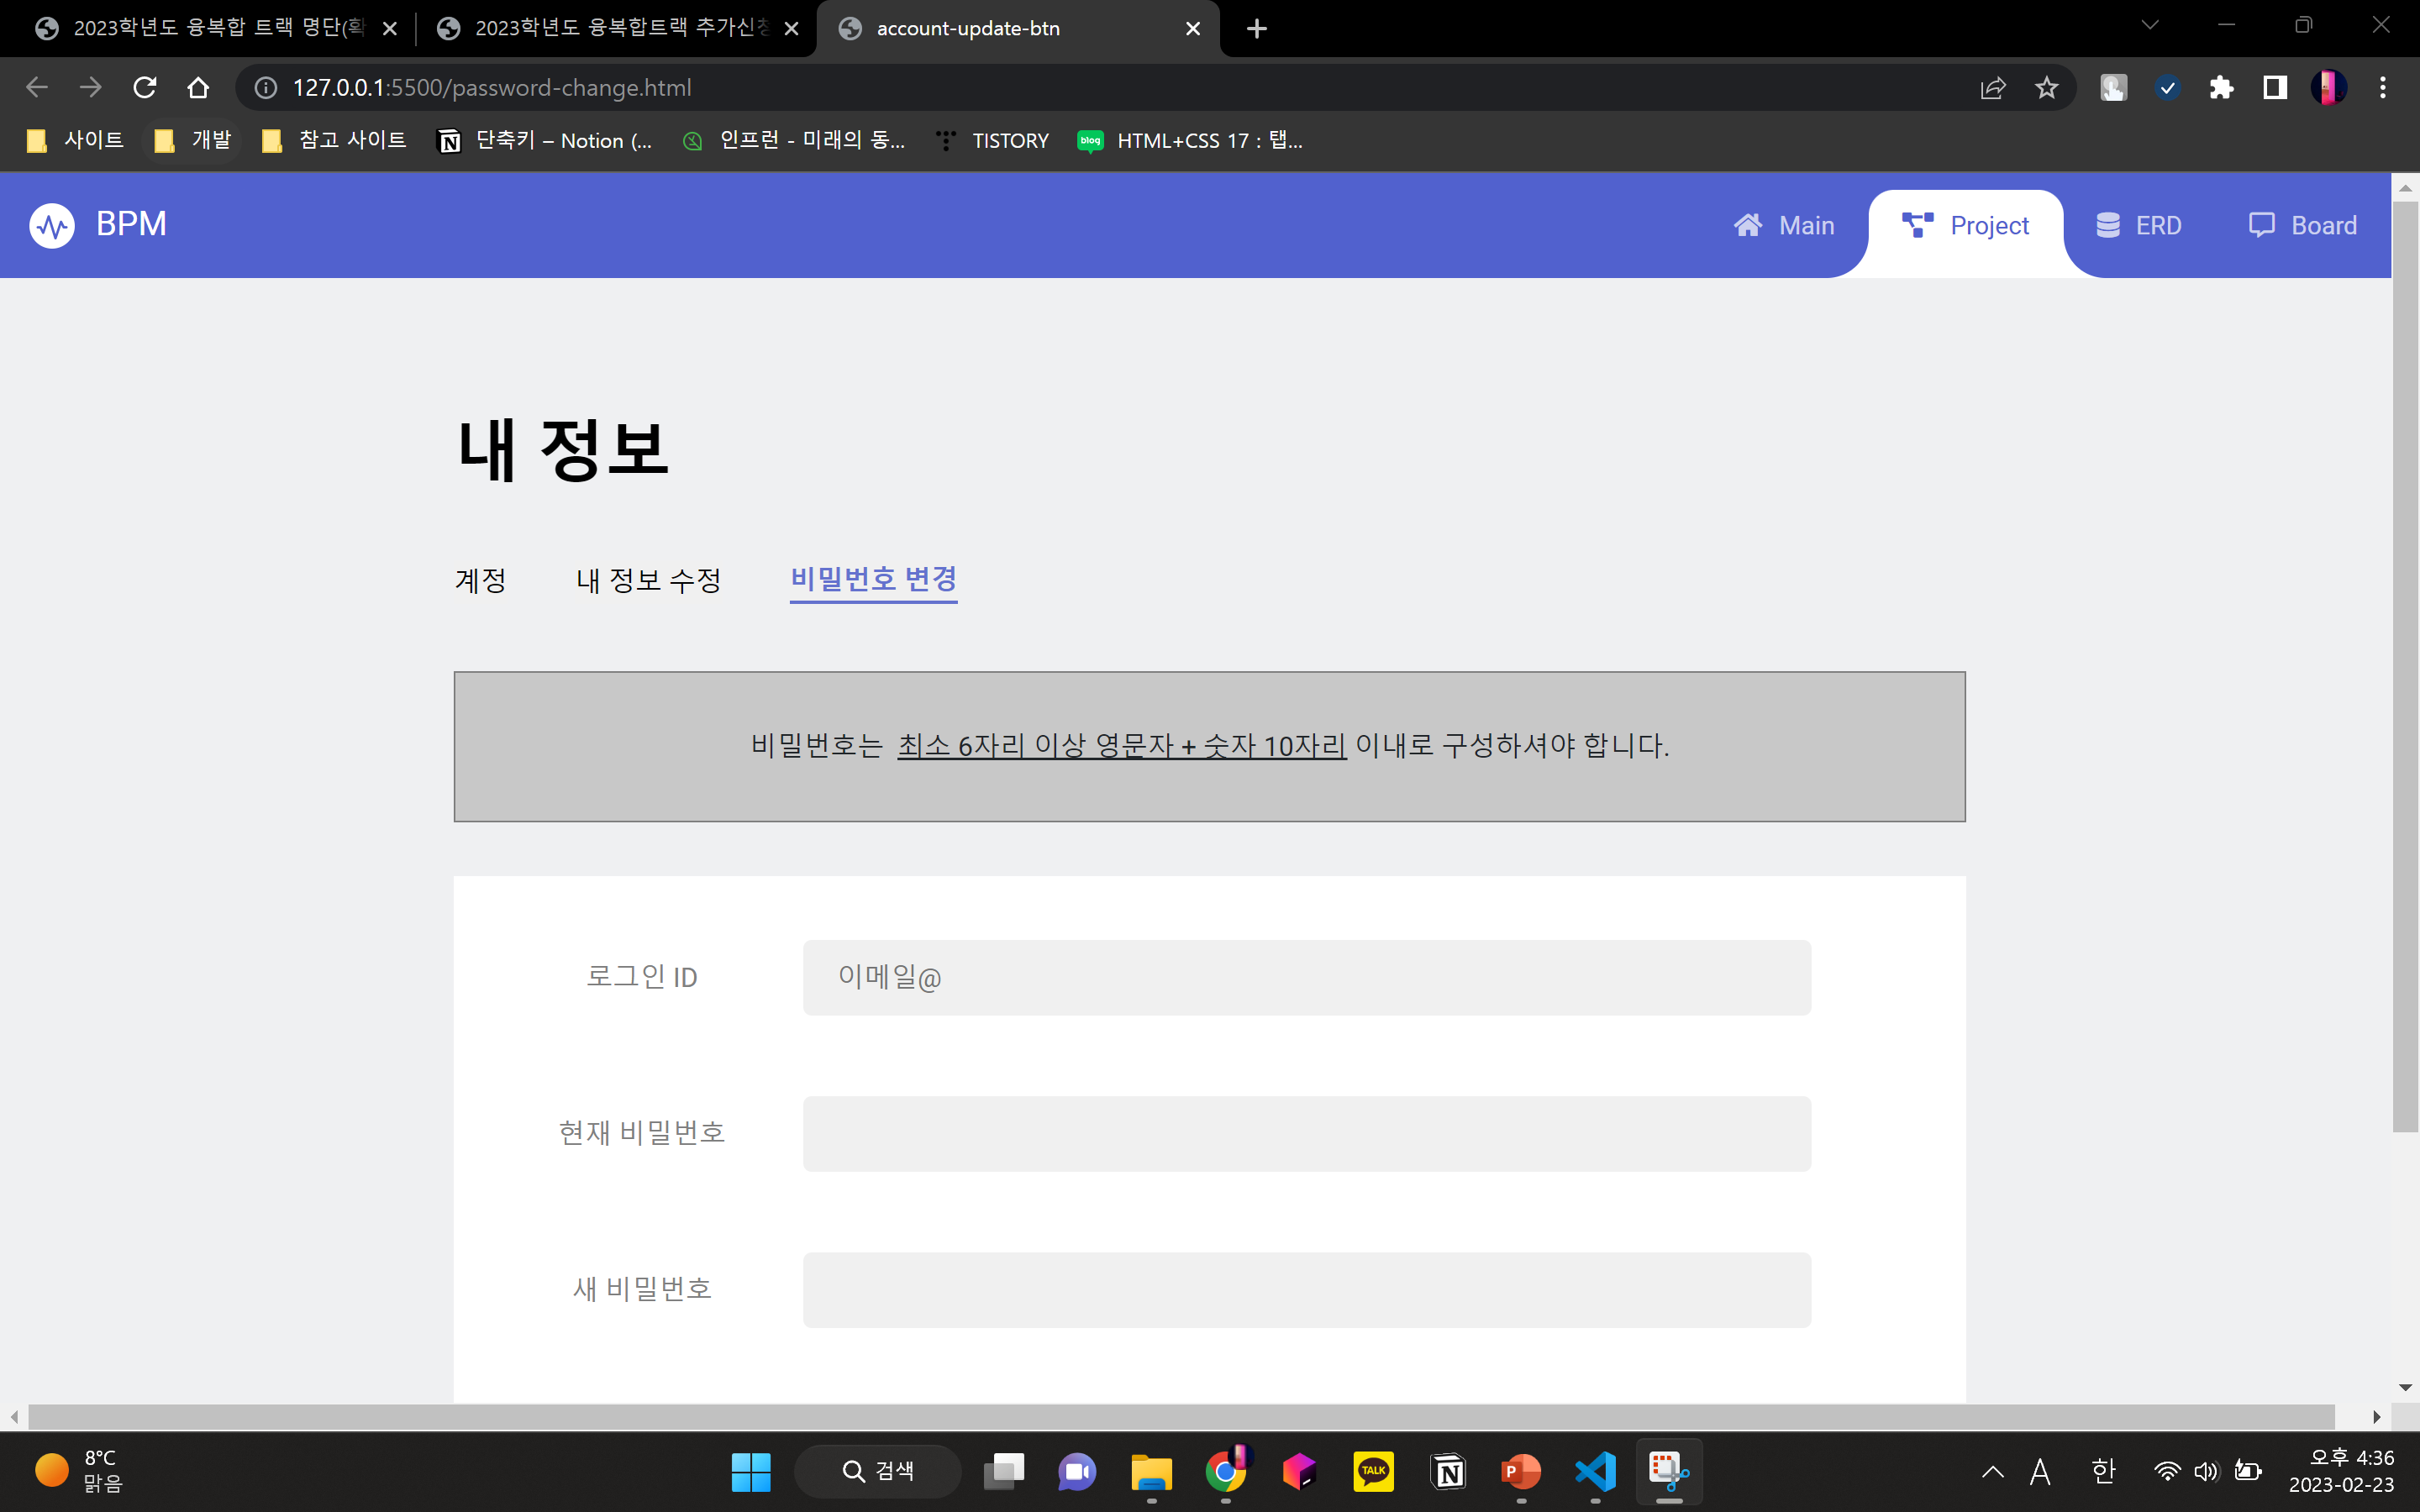 2023학년도 융복합 트랙 명단(확
2023학년도 융복합트랙 추가신청
account-update-btn
127.0.0.1:5500/password-change.html
사이트
개발
참고 사이트
단축키 – Notion (...
인프런 - 미래의 동...
TISTORY
blog
HTML+CSS 17 : 탭...
BPM
Main
Project
ERD
Board
내 정보
계정
내 정보 수정
비밀번호 변경
비밀번호는 최소 6자리 이상 영문자 + 숫자 10자리 이내로 구성하셔야 합니다.
로그인 ID
이메일@
현재 비밀번호
새 비밀번호
8°C
맑음
검색
TALK
A
한
오후 4:36
2023-02-23